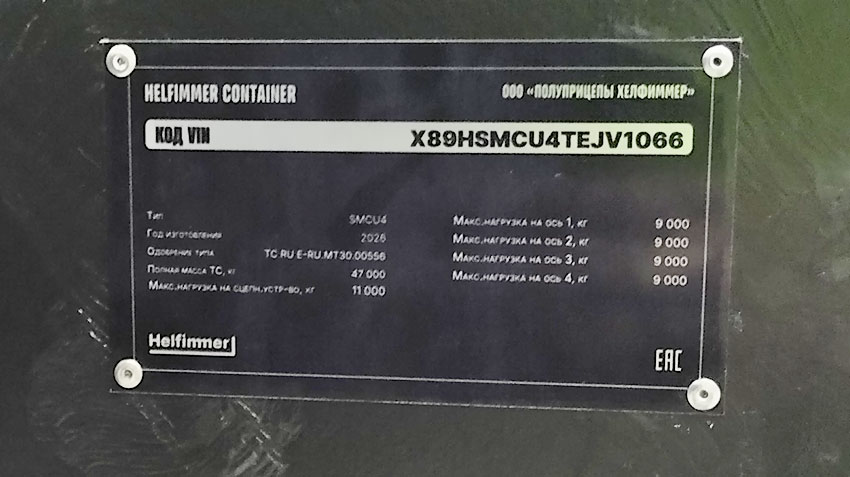 HELFIMMER CONTAINER
ООО «ПОЛУПРИЦЕПЫ ХЕЛФИММЕР»
КОД VIN X89HSMCU4TEJV1066
Тип SMCU4
Год изготовления 2026
Одобрение типа ТС RU E-RU.MT30.00556
Полная масса ТС, кг 47 000
Макс.нагрузка на сцепн.устр-во, кг 11 000
Макс.нагрузка на ось 1, кг 9 000
Макс.нагрузка на ось 2, кг 9 000
Макс.нагрузка на ось 3, кг 9 000
Макс.нагрузка на ось 4, кг 9 000
Helfimmer
EAC